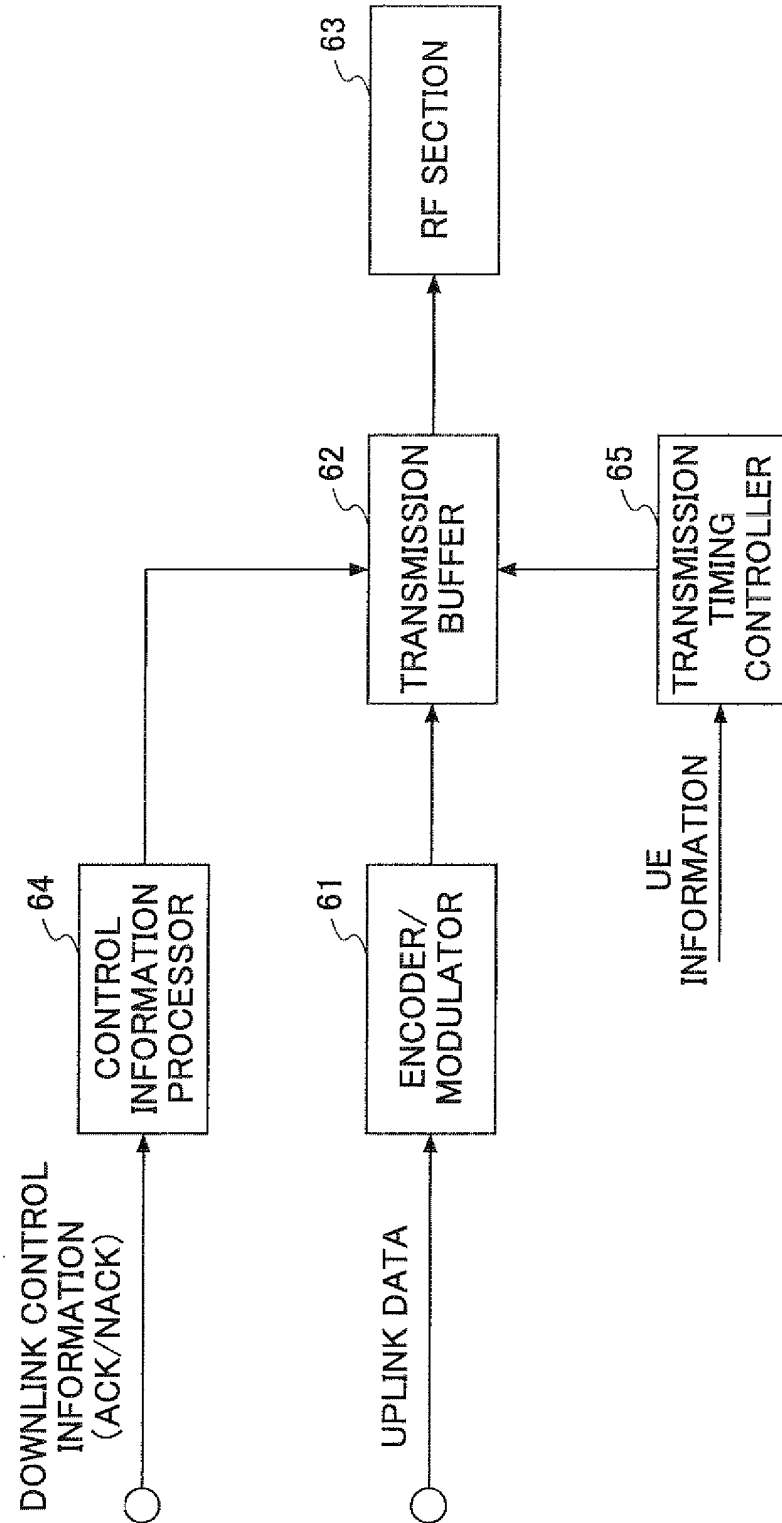 DOWNLINK CONTROL
INFORMATION
(ACK/NACK)
64
CONTROL
INFORMATION
PROCESSOR
UPLINK DATA
61
ENCODER/
MODULATOR
62
TRANSMISSION
BUFFER
63
RF SECTION
UE
INFORMATION
65
TRANSMISSION
TIMING
CONTROLLER